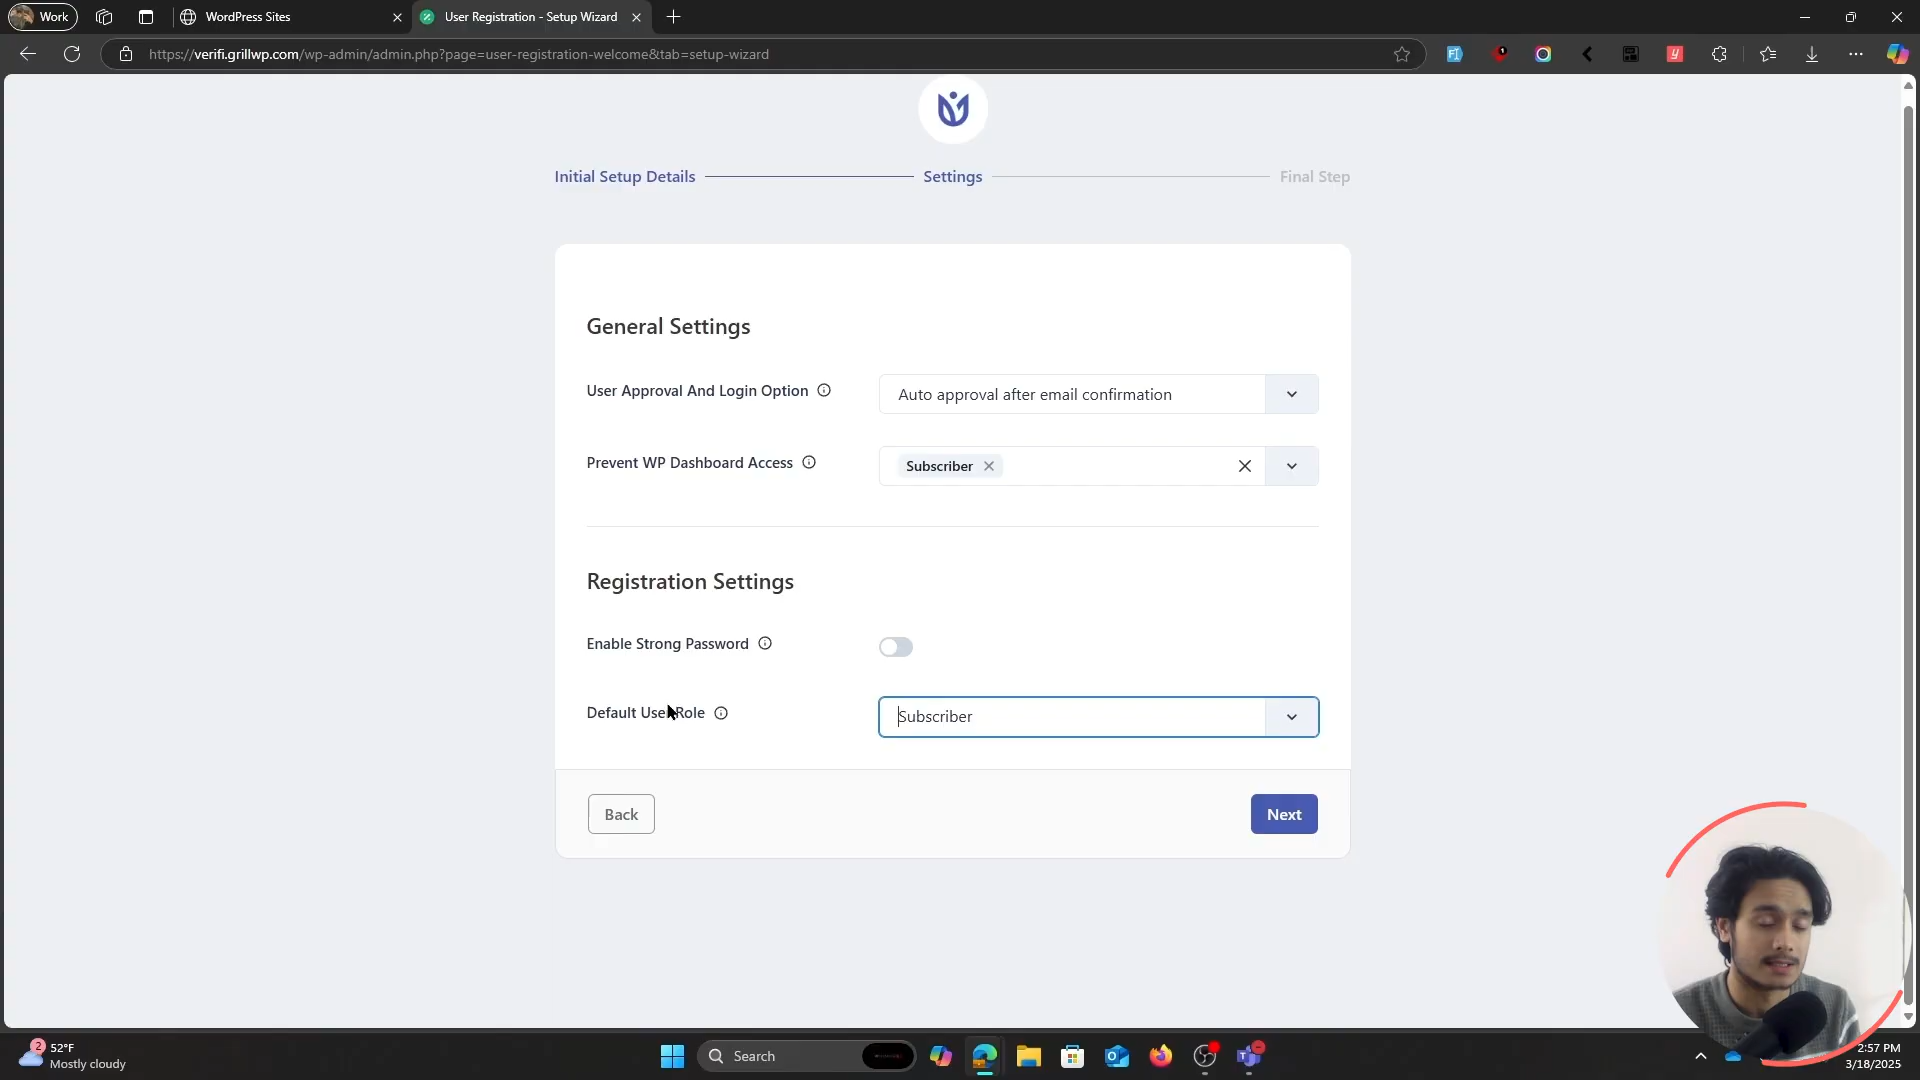 Work
WordPress Sites
User Registration - Setup Wizard
https://verifi.grillwp.com/wp-admin/admin.php?page=user-registration-welcome&tab=setup-wizard
Initial Setup Details
Settings
Final Step
General Settings
User Approval And Login Option
Auto approval after email confirmation
Prevent WP Dashboard Access
Subscriber
Registration Settings
Enable Strong Password
Default User Role
Subscriber
Back
Next
2
52°F
Mostly cloudy
Search
2:57 PM
3/18/2025